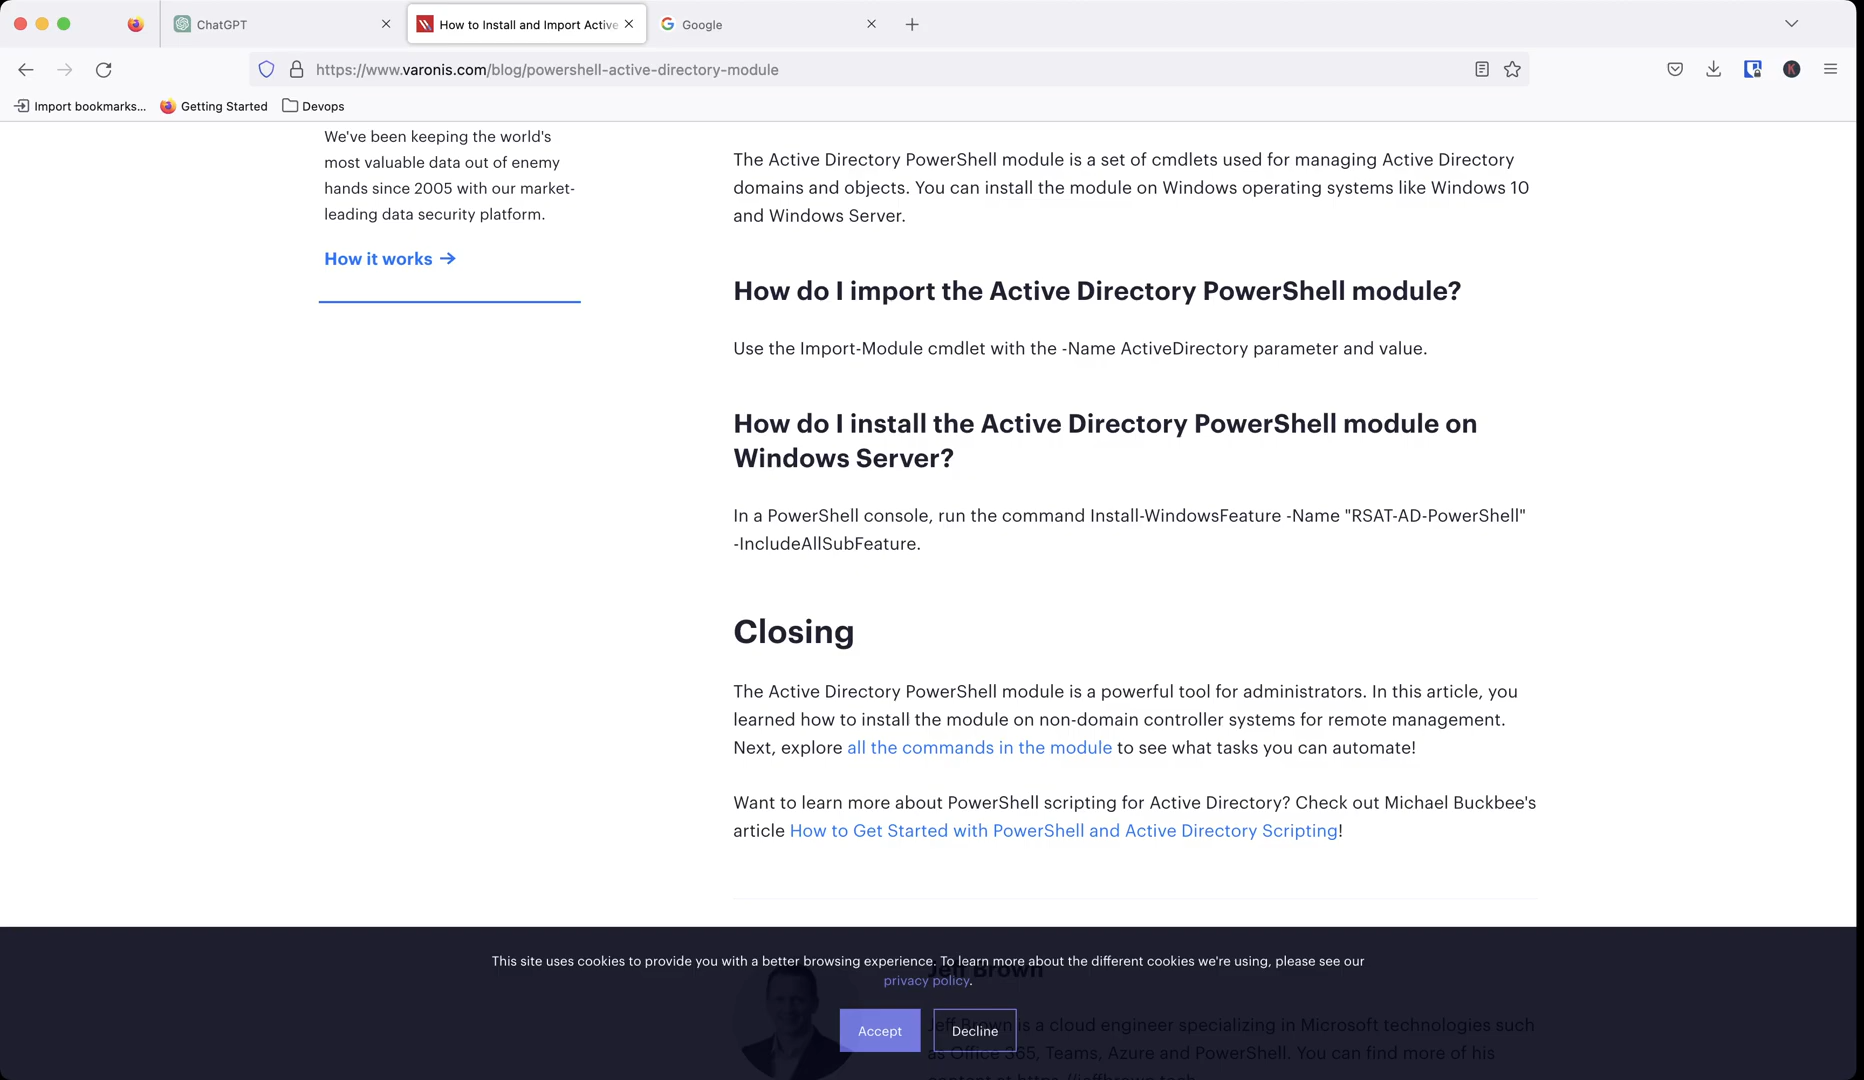 ChatGPT
How to Install and Import Active
Google
https://www.varonis.com/blog/powershell-active-directory-module
K
Import bookmarks...
Getting Started
Devops
We've been keeping the world's
most valuable data out of enemy
hands since 2005 with our market-
leading data security platform.
How it works →
The Active Directory PowerShell module is a set of cmdlets used for managing Active Directory
domains and objects. You can install the module on Windows operating systems like Windows 10
and Windows Server.
How do I import the Active Directory PowerShell module?
Use the Import-Module cmdlet with the -Name ActiveDirectory parameter and value.
How do I install the Active Directory PowerShell module on
Windows Server?
In a PowerShell console, run the command Install-WindowsFeature -Name "RSAT-AD-PowerShell"
-IncludeAllSubFeature.
Closing
The Active Directory PowerShell module is a powerful tool for administrators. In this article, you
learned how to install the module on non-domain controller systems for remote management.
Next, explore all the commands in the module to see what tasks you can automate!
Want to learn more about PowerShell scripting for Active Directory? Check out Michael Buckbee's
article How to Get Started with PowerShell and Active Directory Scripting!
This site uses cookies to provide you with a better browsing experience. To learn more about the different cookies we're using, please see our
privacy policy.
Jeff Brown
Accept
Decline
Jeff Brown is a cloud engineer specializing in Microsoft technologies such
as Office 365, Teams, Azure and PowerShell. You can find more of his